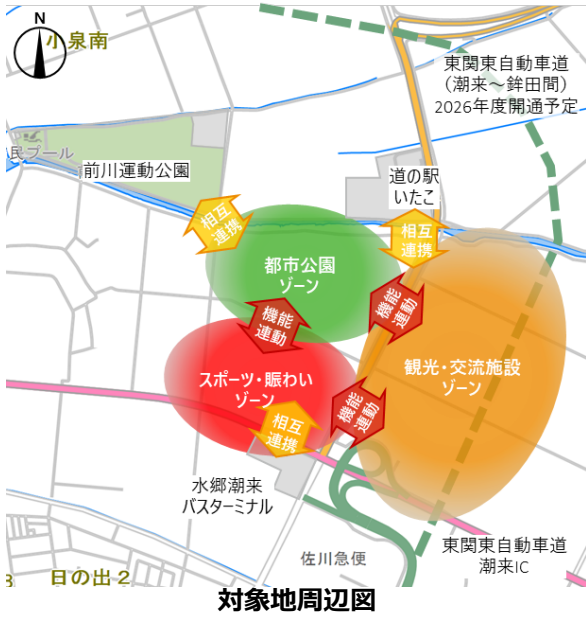 N
小泉南
東関東自動車道
(潮来～鉾田間)
2026年度開通予定
民プール
前川運動公園
道の駅
いたこ
相互
連携
相互
連携
都市公園
ゾーン
機能
連動
機能
連動
スポーツ・賑わい
ゾーン
観光・交流施設
ゾーン
機能
連動
相互
連携
水郷潮来
バスターミナル
佐川急便
東関東自動車道
潮来IC
日の出2
3
対象地周辺図